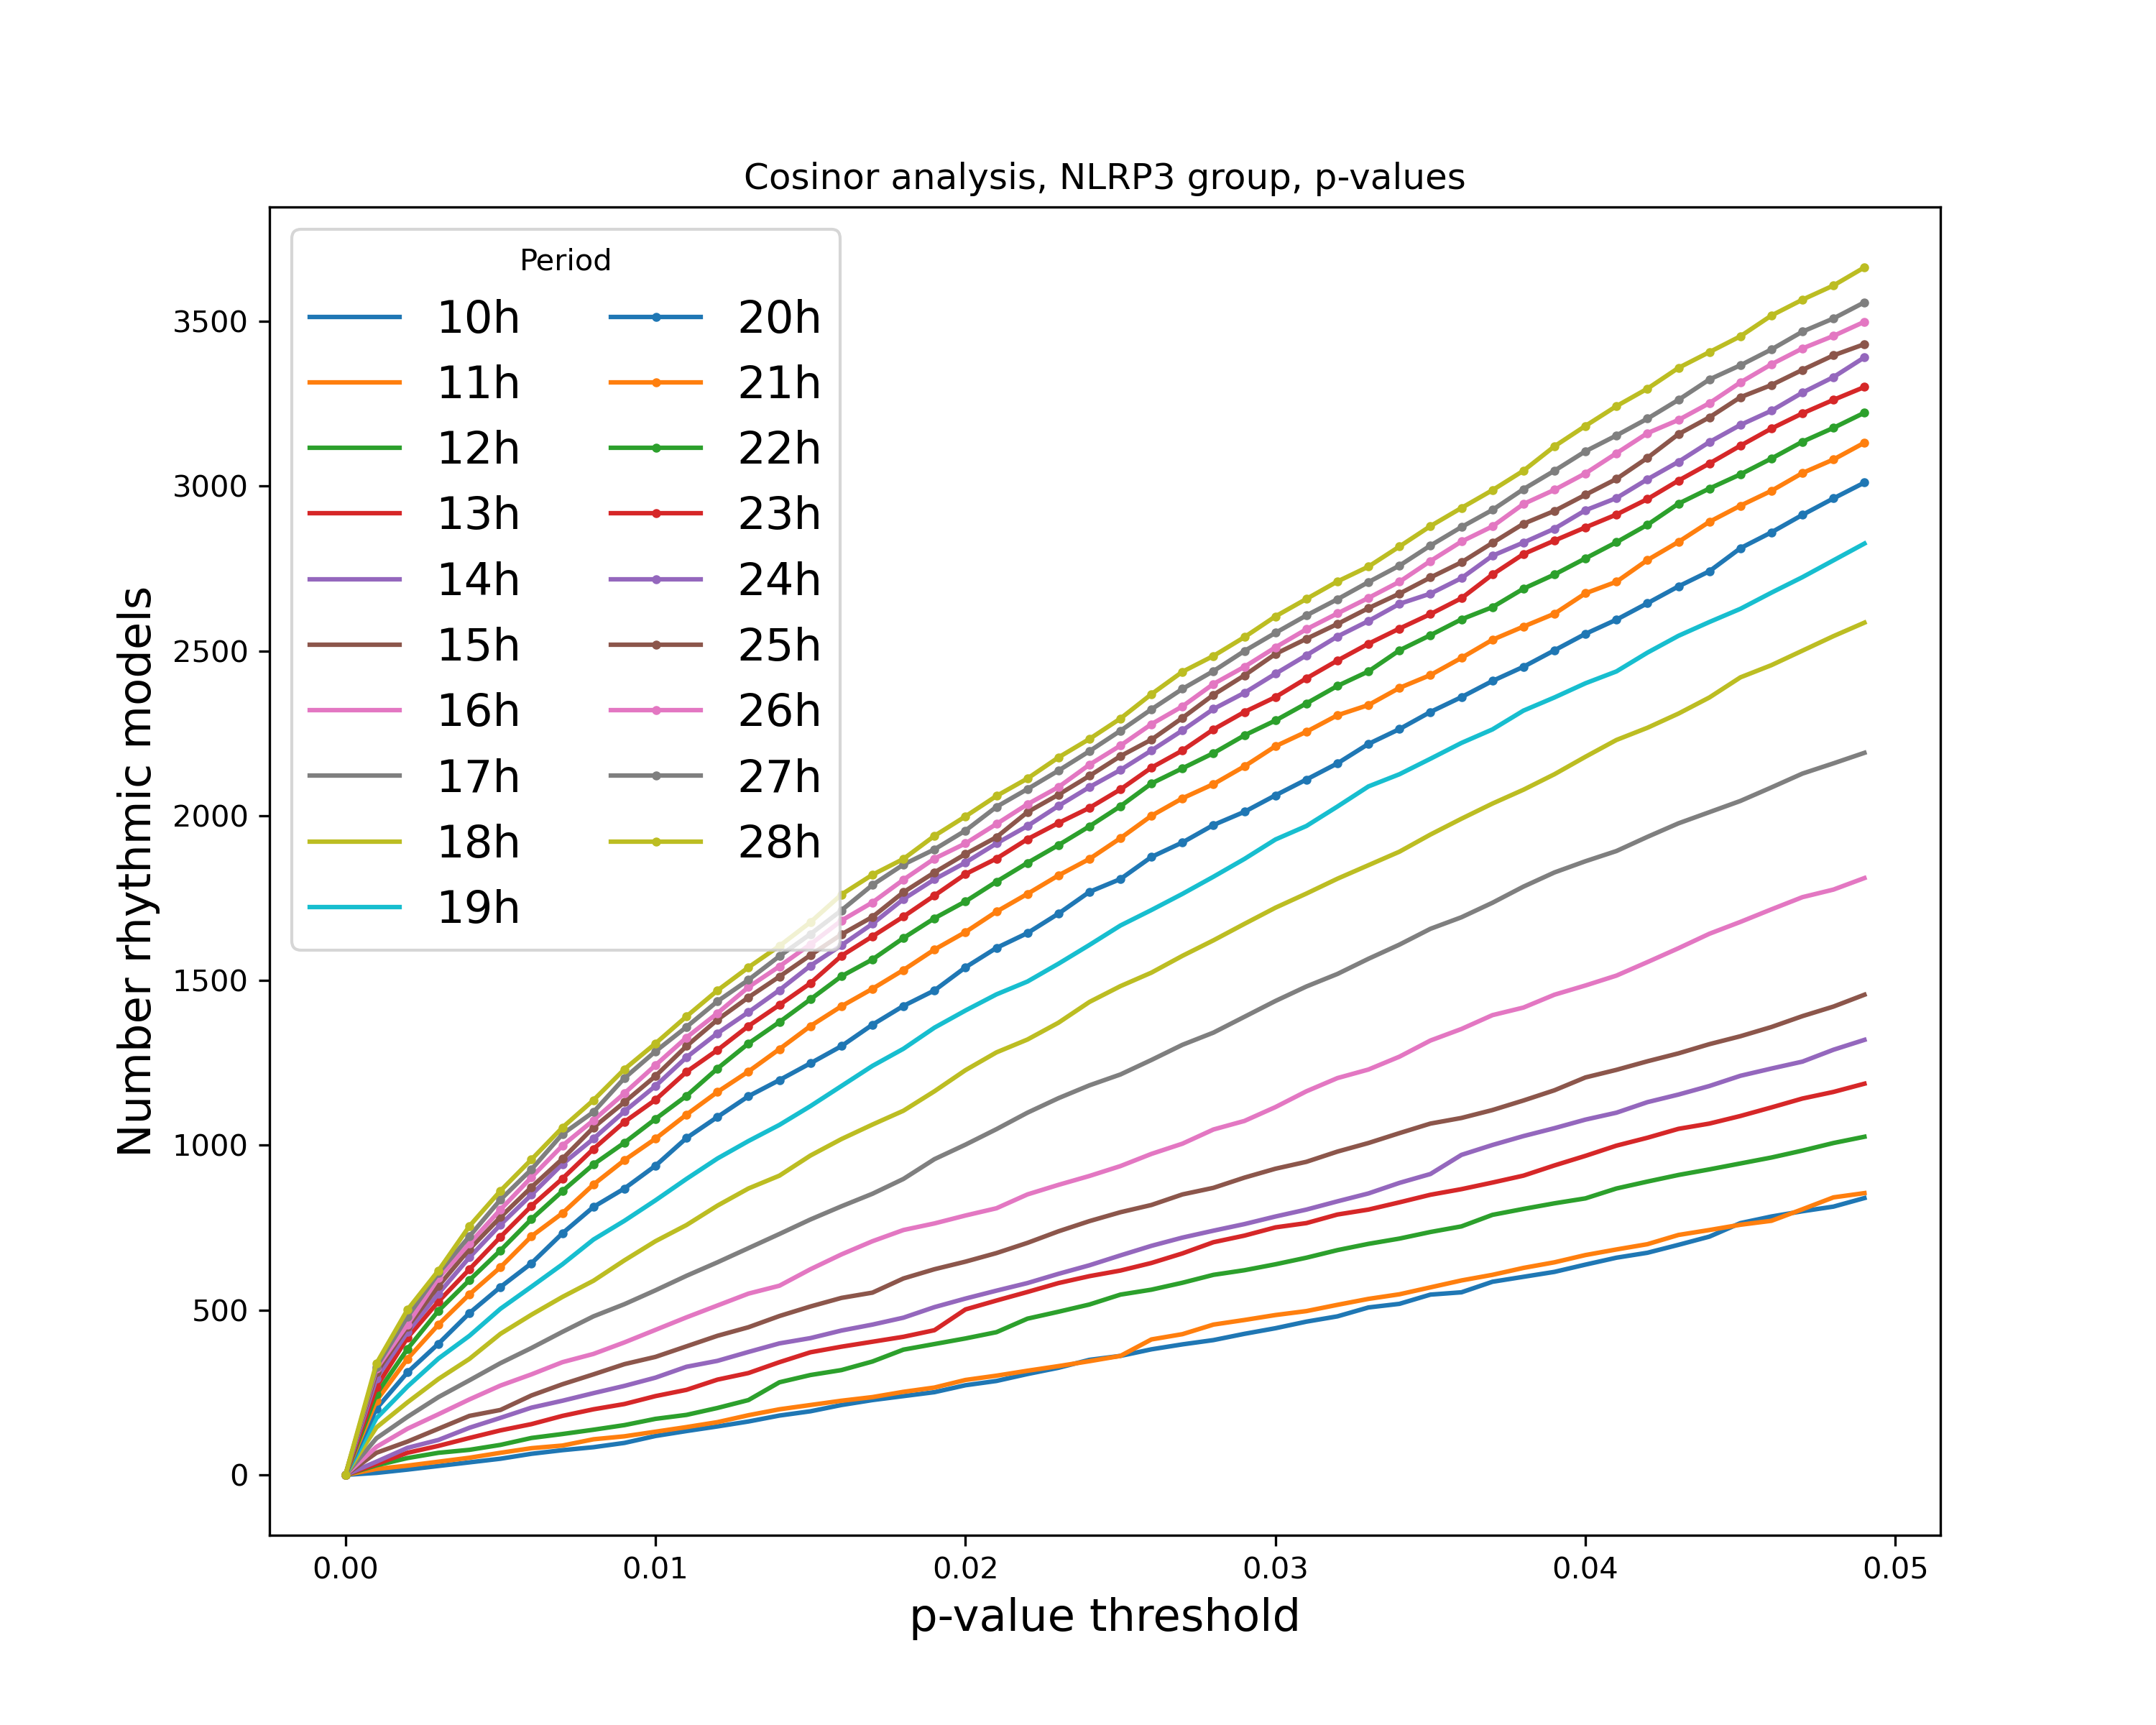 Cosinor analysis, NLRP3 group, p-values
Period
10h 20h
11h 21h
12h 22h
13h 23h
14h 24h
15h 25h
16h 26h
17h 27h
18h 28h
19h
Number rhythmic models
3500
3000
2500
2000
1500
1000
500
0
0.00 0.01 0.02 0.03 0.04 0.05
p-value threshold